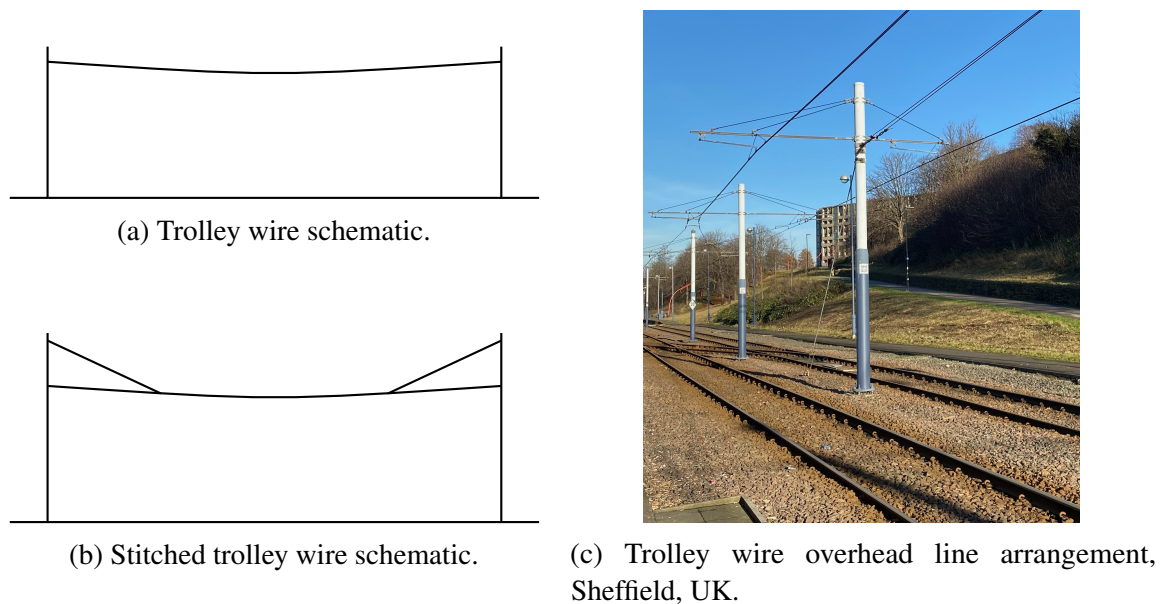 (a) Trolley wire schematic.
(b) Stitched trolley wire schematic.
(c) Trolley wire overhead line arrangement,
Sheffield, UK.